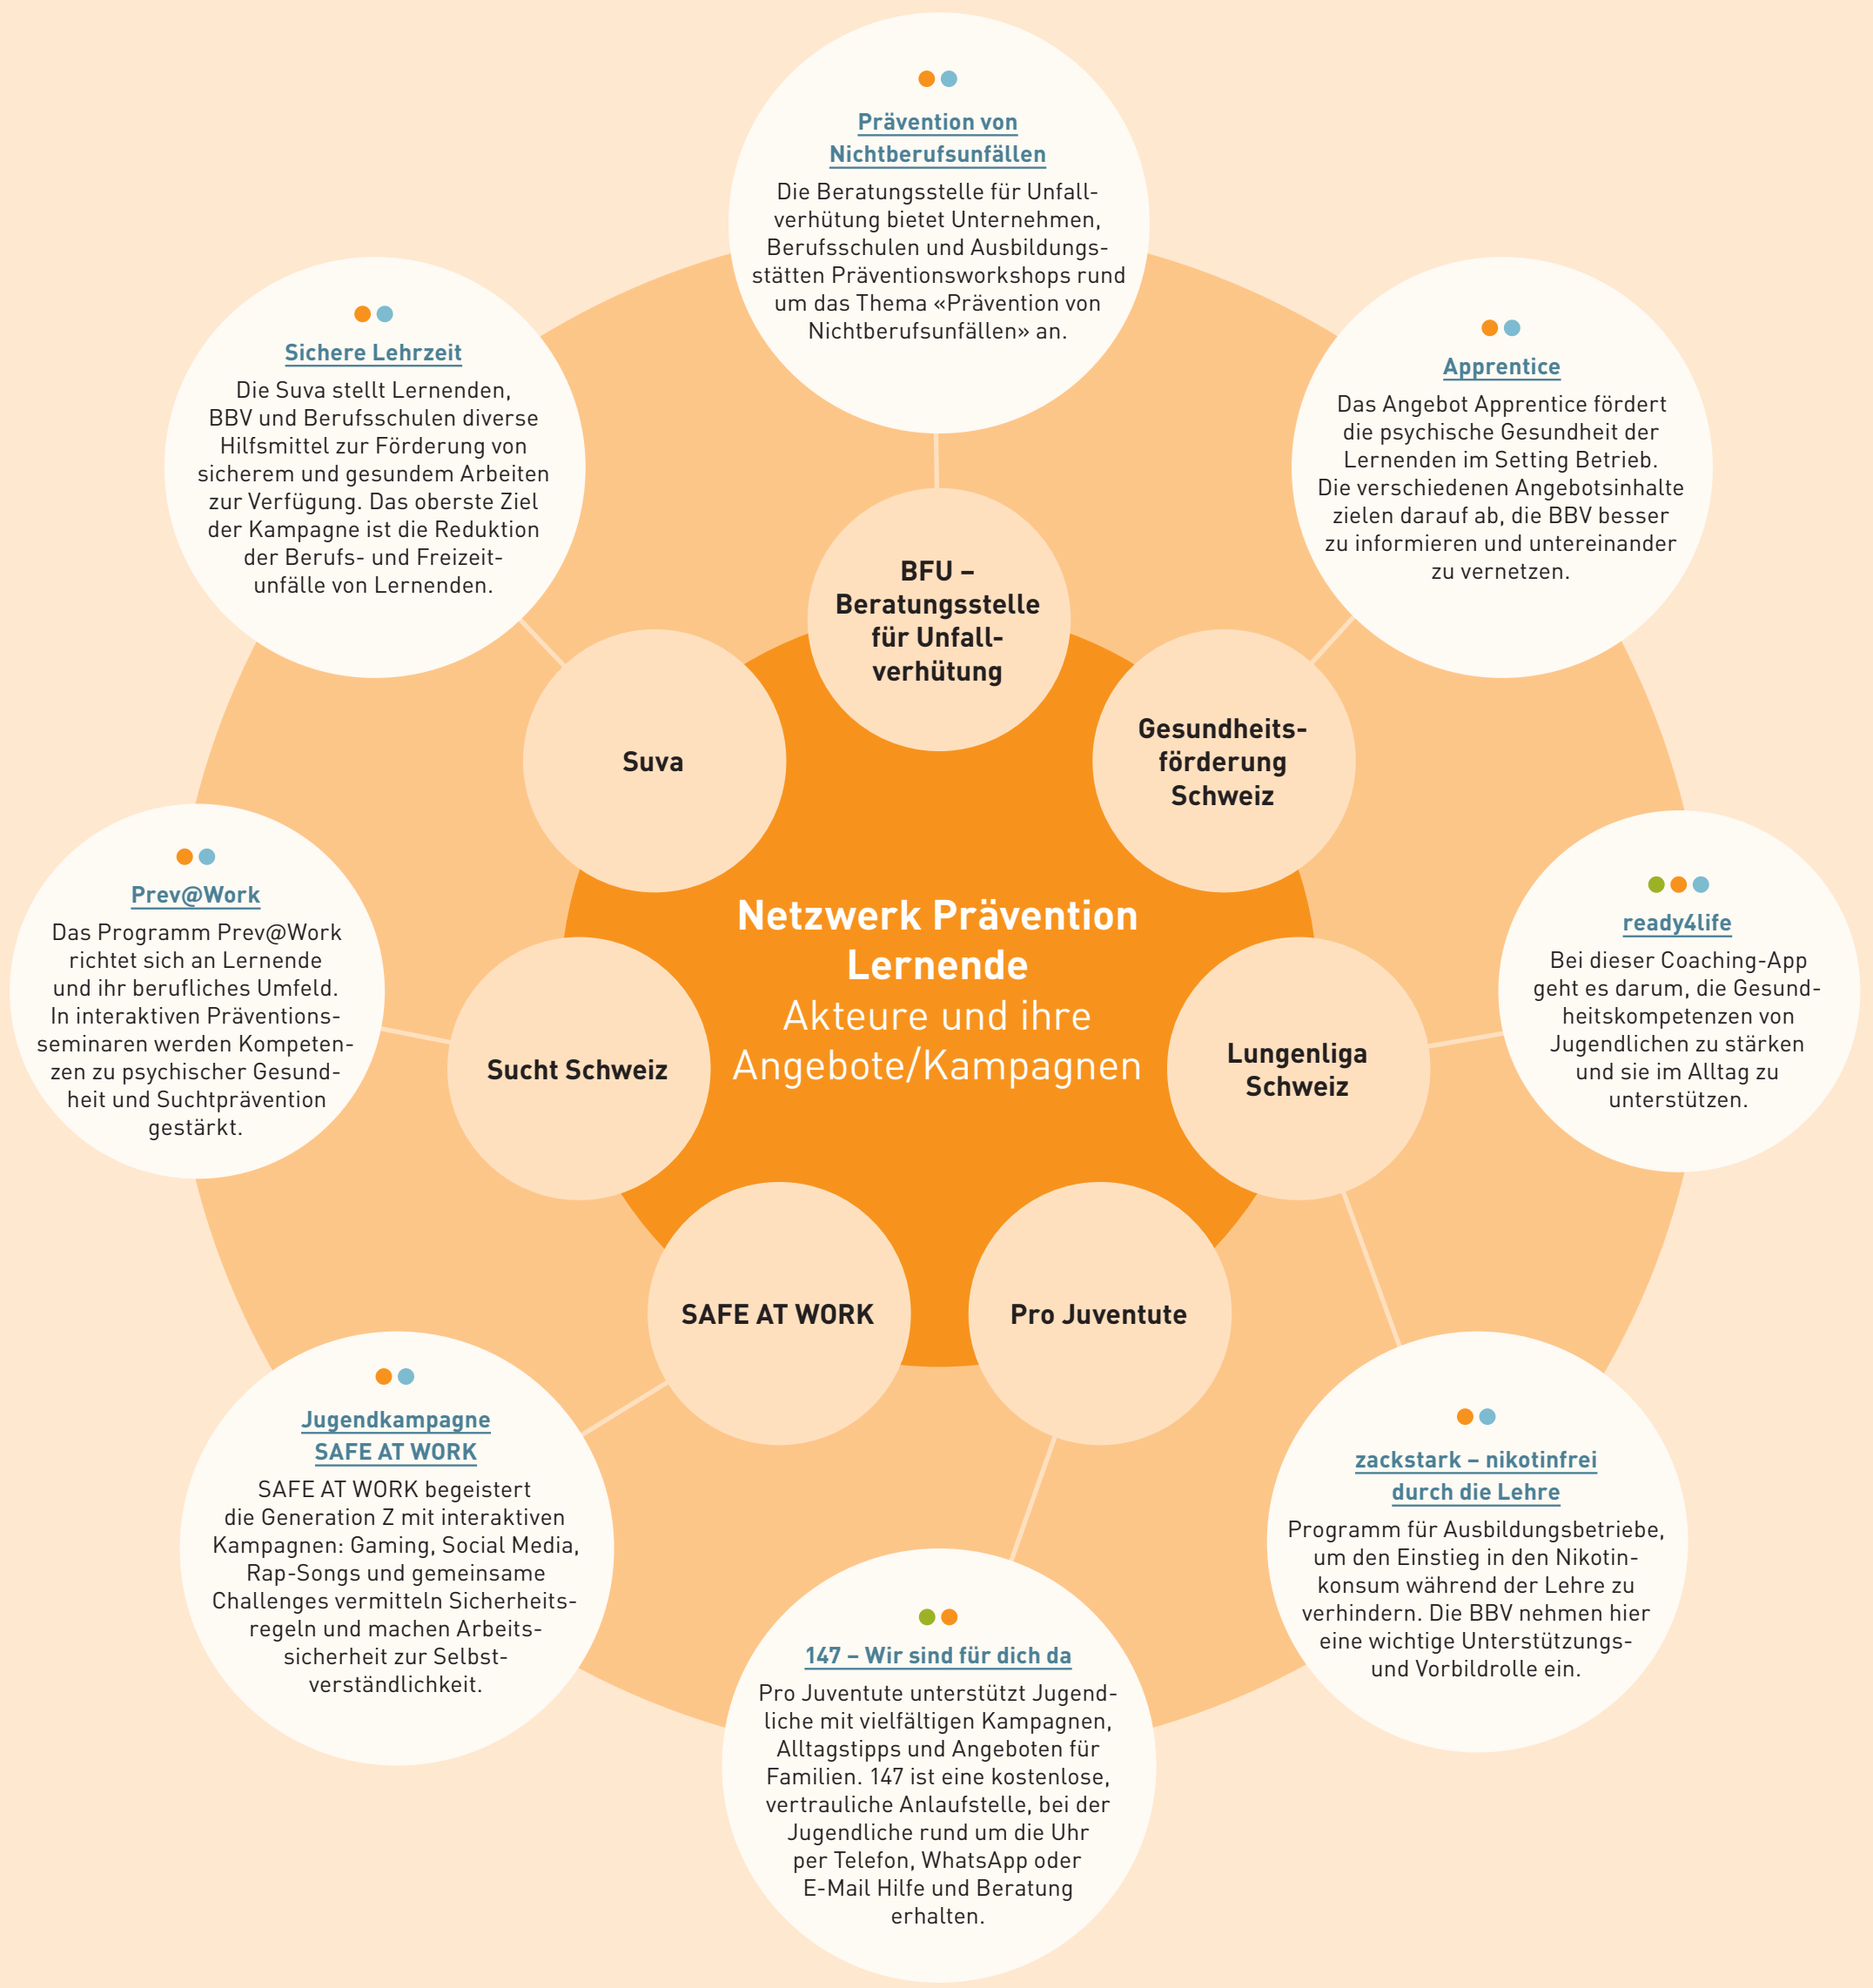 Prävention von
Nichtberufsunfällen
Die Beratungsstelle für Unfall-
verhütung bietet Unternehmen,
Berufsschulen und Ausbildungs-
stätten Präventionsworkshops rund
um das Thema «Prävention von
Nichtberufsunfällen» an.
Sichere Lehrzeit
Die Suva stellt Lernenden,
BBV und Berufsschulen diverse
Hilfsmittel zur Förderung von
sicherem und gesundem Arbeiten
zur Verfügung. Das oberste Ziel
der Kampagne ist die Reduktion
der Berufs- und Freizeit-
unfälle von Lernenden.
Apprentice
Das Angebot Apprentice fördert
die psychische Gesundheit der
Lernenden im Setting Betrieb.
Die verschiedenen Angebotsinhalte
zielen darauf ab, die BBV besser
zu informieren und untereinander
zu vernetzen.
BFU –
Beratungsstelle
für Unfall-
verhütung
Suva
Gesundheits-
förderung
Schweiz
Prev@Work
Das Programm Prev@Work
richtet sich an Lernende
und ihr berufliches Umfeld.
In interaktiven Präventions-
seminaren werden Kompeten-
zen zu psychischer Gesund-
heit und Suchtprävention
gestärkt.
Sucht Schweiz
Netzwerk Prävention
Lernende
Akteure und ihre
Angebote/Kampagnen
Lungenliga
Schweiz
ready4life
Bei dieser Coaching-App
geht es darum, die Gesund-
heitskompetenzen von
Jugendlichen zu stärken
und sie im Alltag zu
unterstützen.
SAFE AT WORK
Pro Juventute
Jugendkampagne
SAFE AT WORK
SAFE AT WORK begeistert
die Generation Z mit interaktiven
Kampagnen: Gaming, Social Media,
Rap-Songs und gemeinsame
Challenges vermitteln Sicherheits-
regeln und machen Arbeits-
sicherheit zur Selbst-
verständlichkeit.
zackstark – nikotinfrei
durch die Lehre
Programm für Ausbildungsbetriebe,
um den Einstieg in den Nikotin-
konsum während der Lehre zu
verhindern. Die BBV nehmen hier
eine wichtige Unterstützungs-
und Vorbildrolle ein.
147 – Wir sind für dich da
Pro Juventute unterstützt Jugend-
liche mit vielfältigen Kampagnen,
Alltagstipps und Angeboten für
Familien. 147 ist eine kostenlose,
vertrauliche Anlaufstelle, bei der
Jugendliche rund um die Uhr
per Telefon, WhatsApp oder
E-Mail Hilfe und Beratung
erhalten.